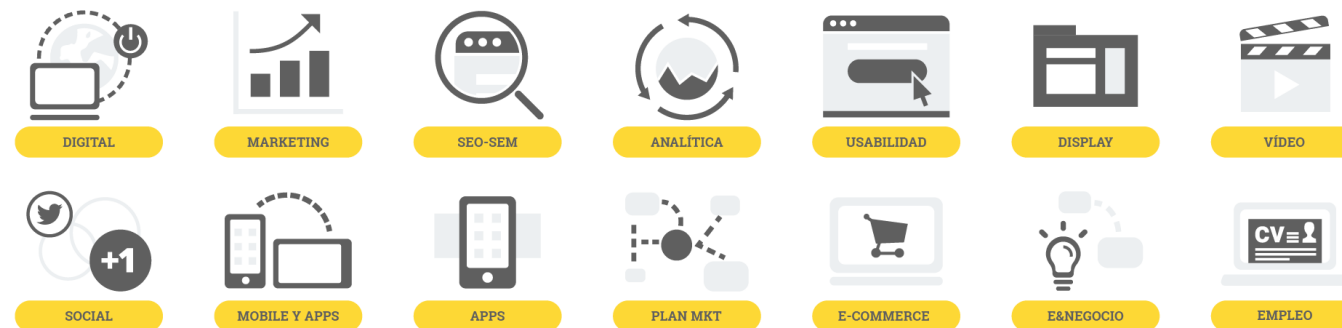 DIGITAL
MARKETING
SEO-SEM
ANALÍTICA
USABILIDAD
DISPLAY
VÍDEO
+1
CV
SOCIAL
MOBILE Y APPS
APPS
PLAN MKT
E-COMMERCE
E&NEGOCIO
EMPLEO